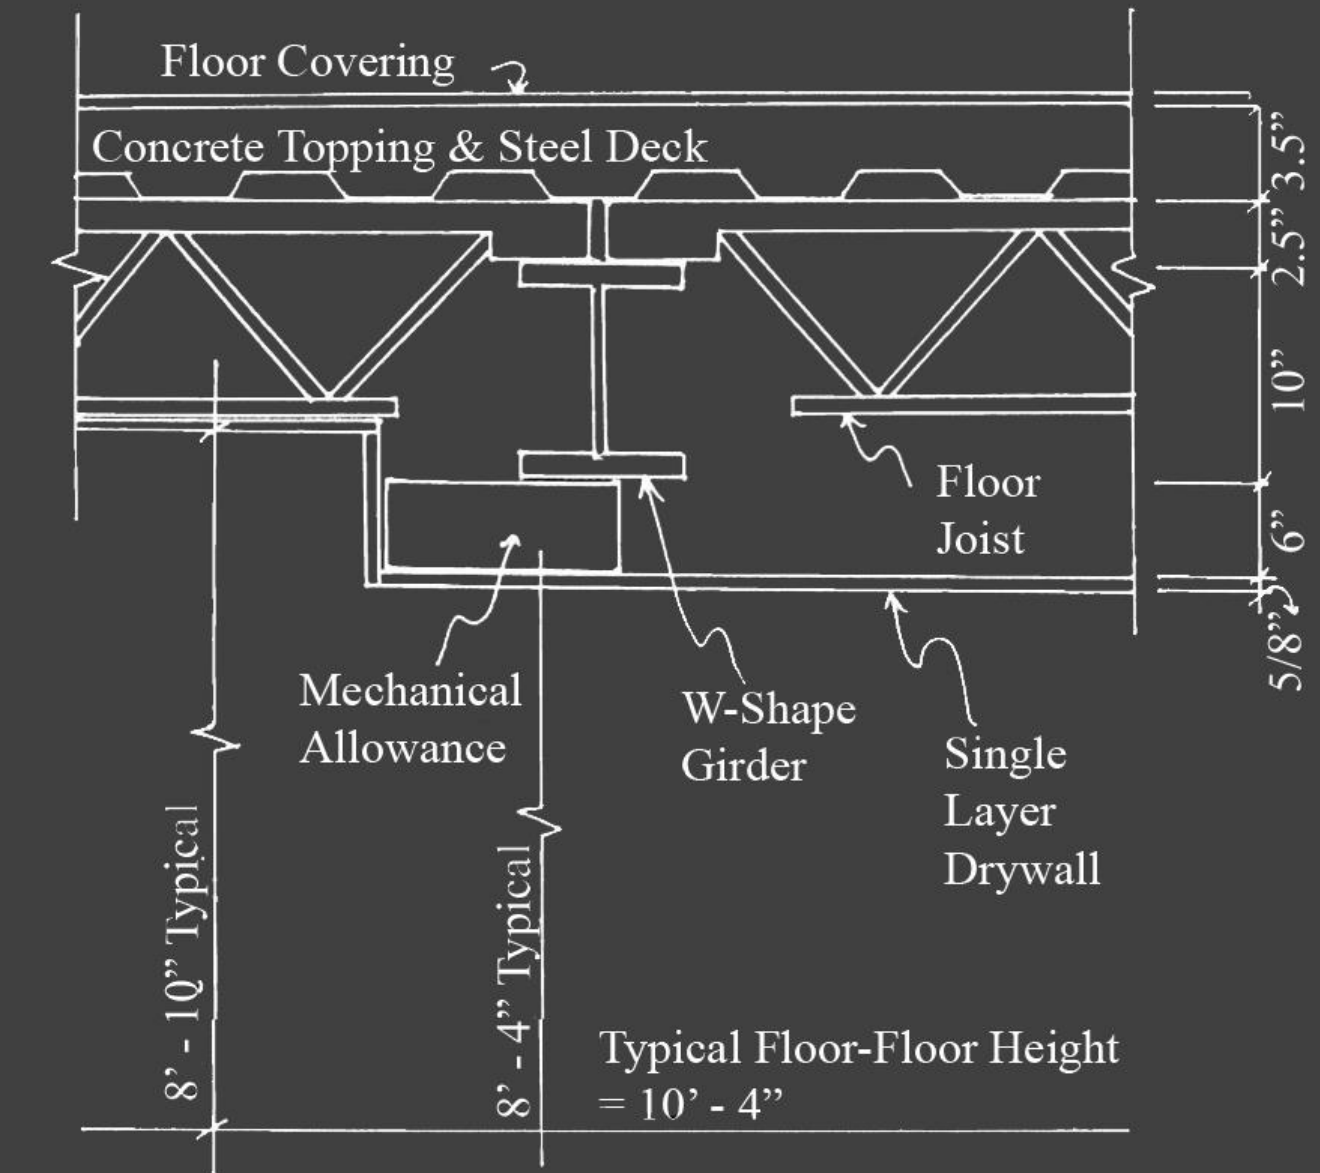 Floor Covering
Concrete Topping & Steel Deck
3.5”
2.5”
10”
6”
5/8”
Floor
Joist
Mechanical
Allowance
W-Shape
Girder
Single
Layer
Drywall
8’ - 10” Typical
8’ - 4” Typical
Typical Floor-Floor Height
= 10’ - 4”